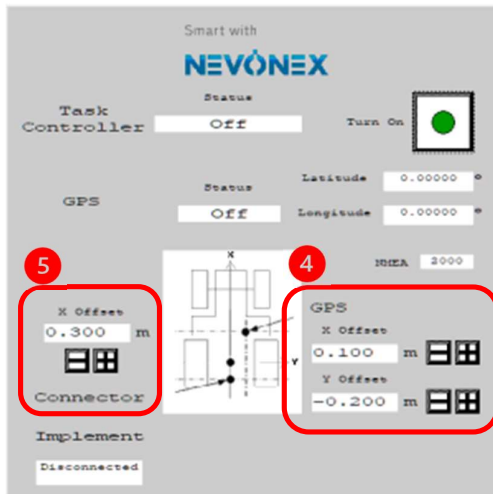 Smart with
NEVONEX
Task
Controller
Status
Off
Turn On
GPS
Status
Off
Latitude 0.00000 °
Longitude 0.00000 °
NMEA 2000
5
X Offset
0.300 m
Connector
X
Y
4
GPS
X Offset
0.100 m
Y Offset
-0.200 m
Implement
Disconnected